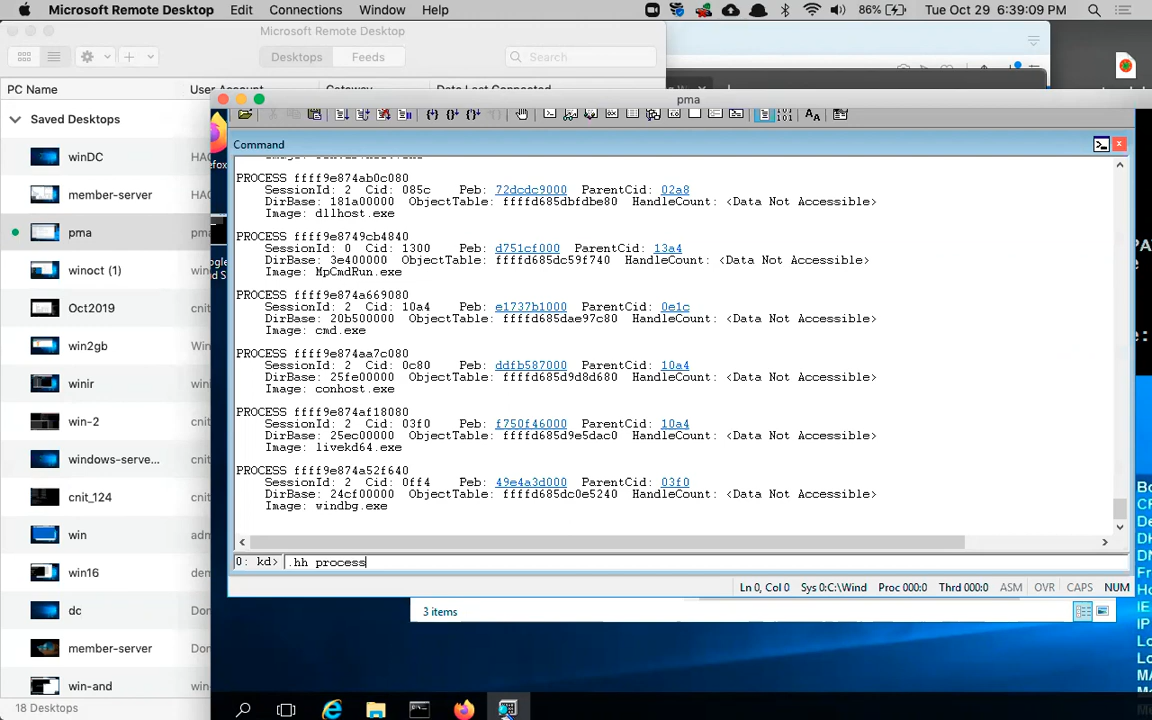 Microsoft Remote Desktop Edit Connections Window Help 86% Tue Oct 29 6:39:09 PM
Microsoft Remote Desktop
Desktops Feeds Search
PC Name
Saved Desktops
winDC
member-server
pma
winoct (1)
Oct2019
win2gb
winir
win-2
windows-serve...
cnit_124
win
win16
dc
member-server
win-and
18 Desktops
pma
Command
PROCESS ffff9e874ab0c080
SessionId: 2 Cid: 085c Peb: 72dcdc9000 ParentCid: 02a8
DirBase: 181a00000 ObjectTable: ffffd685dbfdbe80 HandleCount: <Data Not Accessible>
Image: dllhost.exe
PROCESS ffff9e8749cb4840
SessionId: 0 Cid: 1300 Peb: d751cf000 ParentCid: 13a4
DirBase: 3e400000 ObjectTable: ffffd685dc59f740 HandleCount: <Data Not Accessible>
Image: MpCmdRun.exe
PROCESS ffff9e874a669080
SessionId: 2 Cid: 10a4 Peb: e1737b1000 ParentCid: 0e1c
DirBase: 20b500000 ObjectTable: ffffd685dae97c80 HandleCount: <Data Not Accessible>
Image: cmd.exe
PROCESS ffff9e874aa7c080
SessionId: 2 Cid: 0c80 Peb: ddfb587000 ParentCid: 10a4
DirBase: 25fe00000 ObjectTable: ffffd685d9d8d680 HandleCount: <Data Not Accessible>
Image: conhost.exe
PROCESS ffff9e874af18080
SessionId: 2 Cid: 03f0 Peb: f750f46000 ParentCid: 10a4
DirBase: 25ec00000 ObjectTable: ffffd685d9e5dac0 HandleCount: <Data Not Accessible>
Image: livekd64.exe
PROCESS ffff9e874a52f640
SessionId: 2 Cid: 0ff4 Peb: 49e4a3d000 ParentCid: 03f0
DirBase: 24cf00000 ObjectTable: ffffd685dc0e5240 HandleCount: <Data Not Accessible>
Image: windbg.exe
0: kd> .hh process
Ln 0, Col 0 Sys 0:C:\Wind Proc 000:0 Thrd 000:0 ASM OVR CAPS NUM
3 items